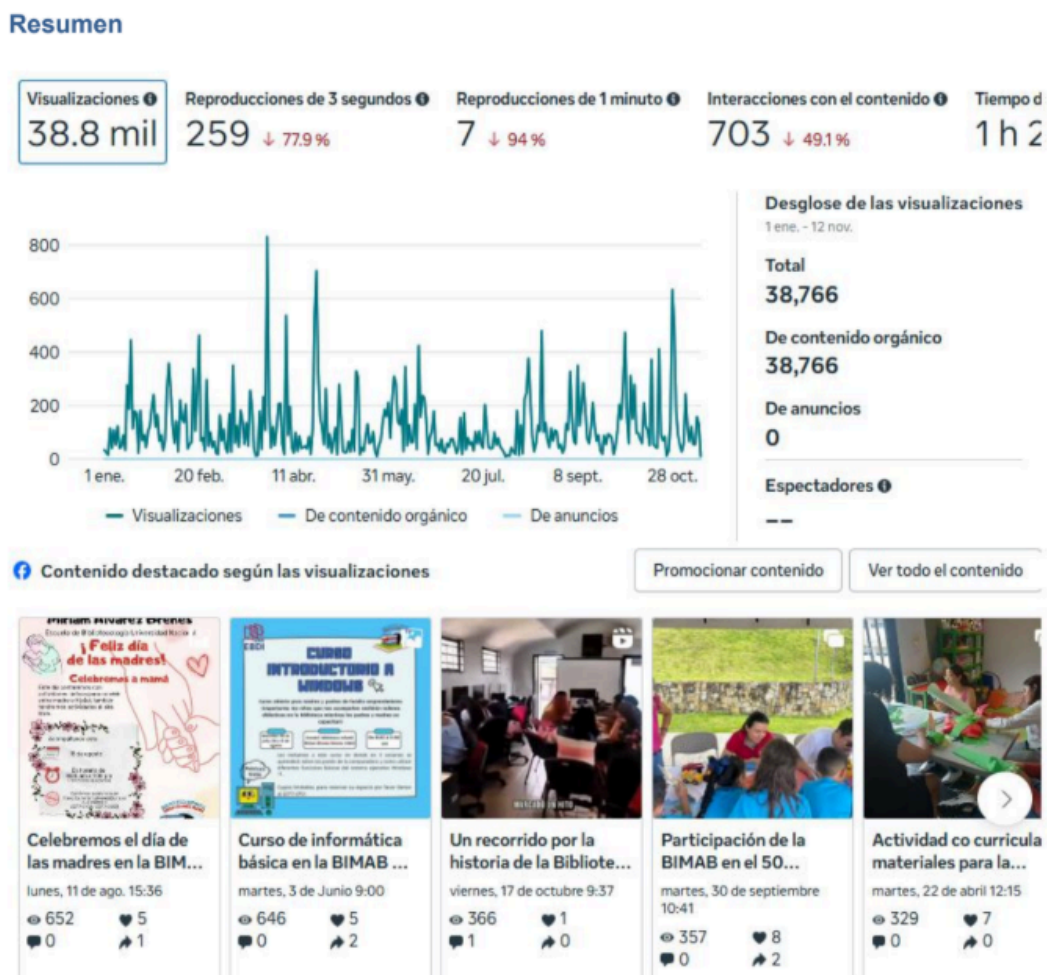 Resumen
Visualizaciones
38.8 mil
Reproducciones de 3 segundos
259 ↓ 77.9 %
Reproducciones de 1 minuto
7 ↓ 94 %
Interacciones con el contenido
703 ↓ 49.1 %
Tiempo d
1 h 2
800
600
400
200
0
1 ene. 20 feb. 11 abr. 31 may. 20 jul. 8 sept. 28 oct.
Visualizaciones De contenido orgánico De anuncios
Desglose de las visualizaciones
1 ene. - 12 nov.
Total
38,766
De contenido orgánico
38,766
De anuncios
0
Espectadores
--
Contenido destacado según las visualizaciones
Promocionar contenido
Ver todo el contenido
Miriam Álvarez Brenes
Escuela de Bibliotecología Universidad
¡Feliz día
de las madres!
Celebremos a mamá
EBDI
CURSO
INTRODUCTORIO A
WINDOWS
Celebremos el día de
las madres en la BIM...
lunes, 11 de ago. 15:36
652 5
0 1
Curso de informática
básica en la BIMAB ...
martes, 3 de Junio 9:00
646 5
0 2
Un recorrido por la
historia de la Bibliote...
viernes, 17 de octubre 9:37
366 1
1 0
Participación de la
BIMAB en el 50...
martes, 30 de septiembre
10:41
357 8
0 2
Actividad co curricula
materiales para la...
martes, 22 de abril 12:15
329 7
0 0